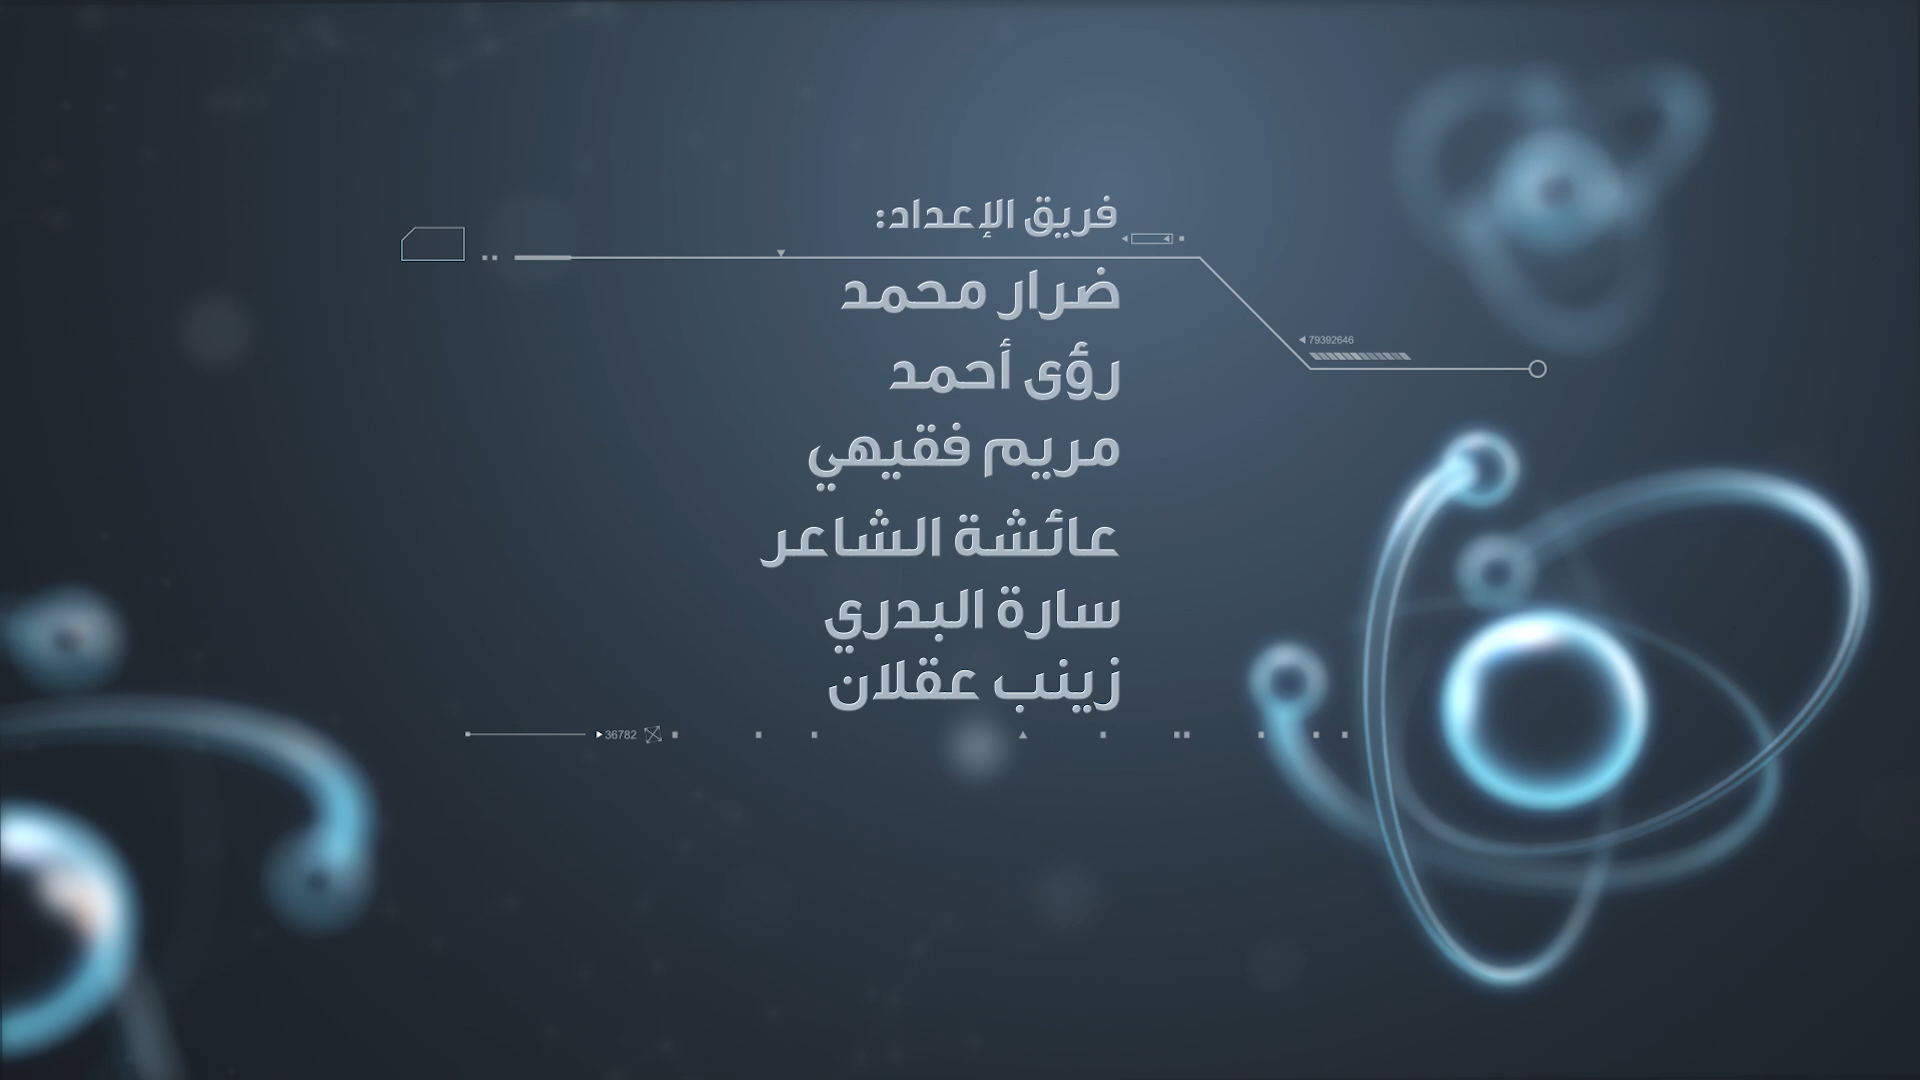 فريق الإعداد:
ضرار محمد
79392646
رؤى أحمد
مريم فقيهي
عائشة الشاعر
سارة البدري
زينب عقلان
36782